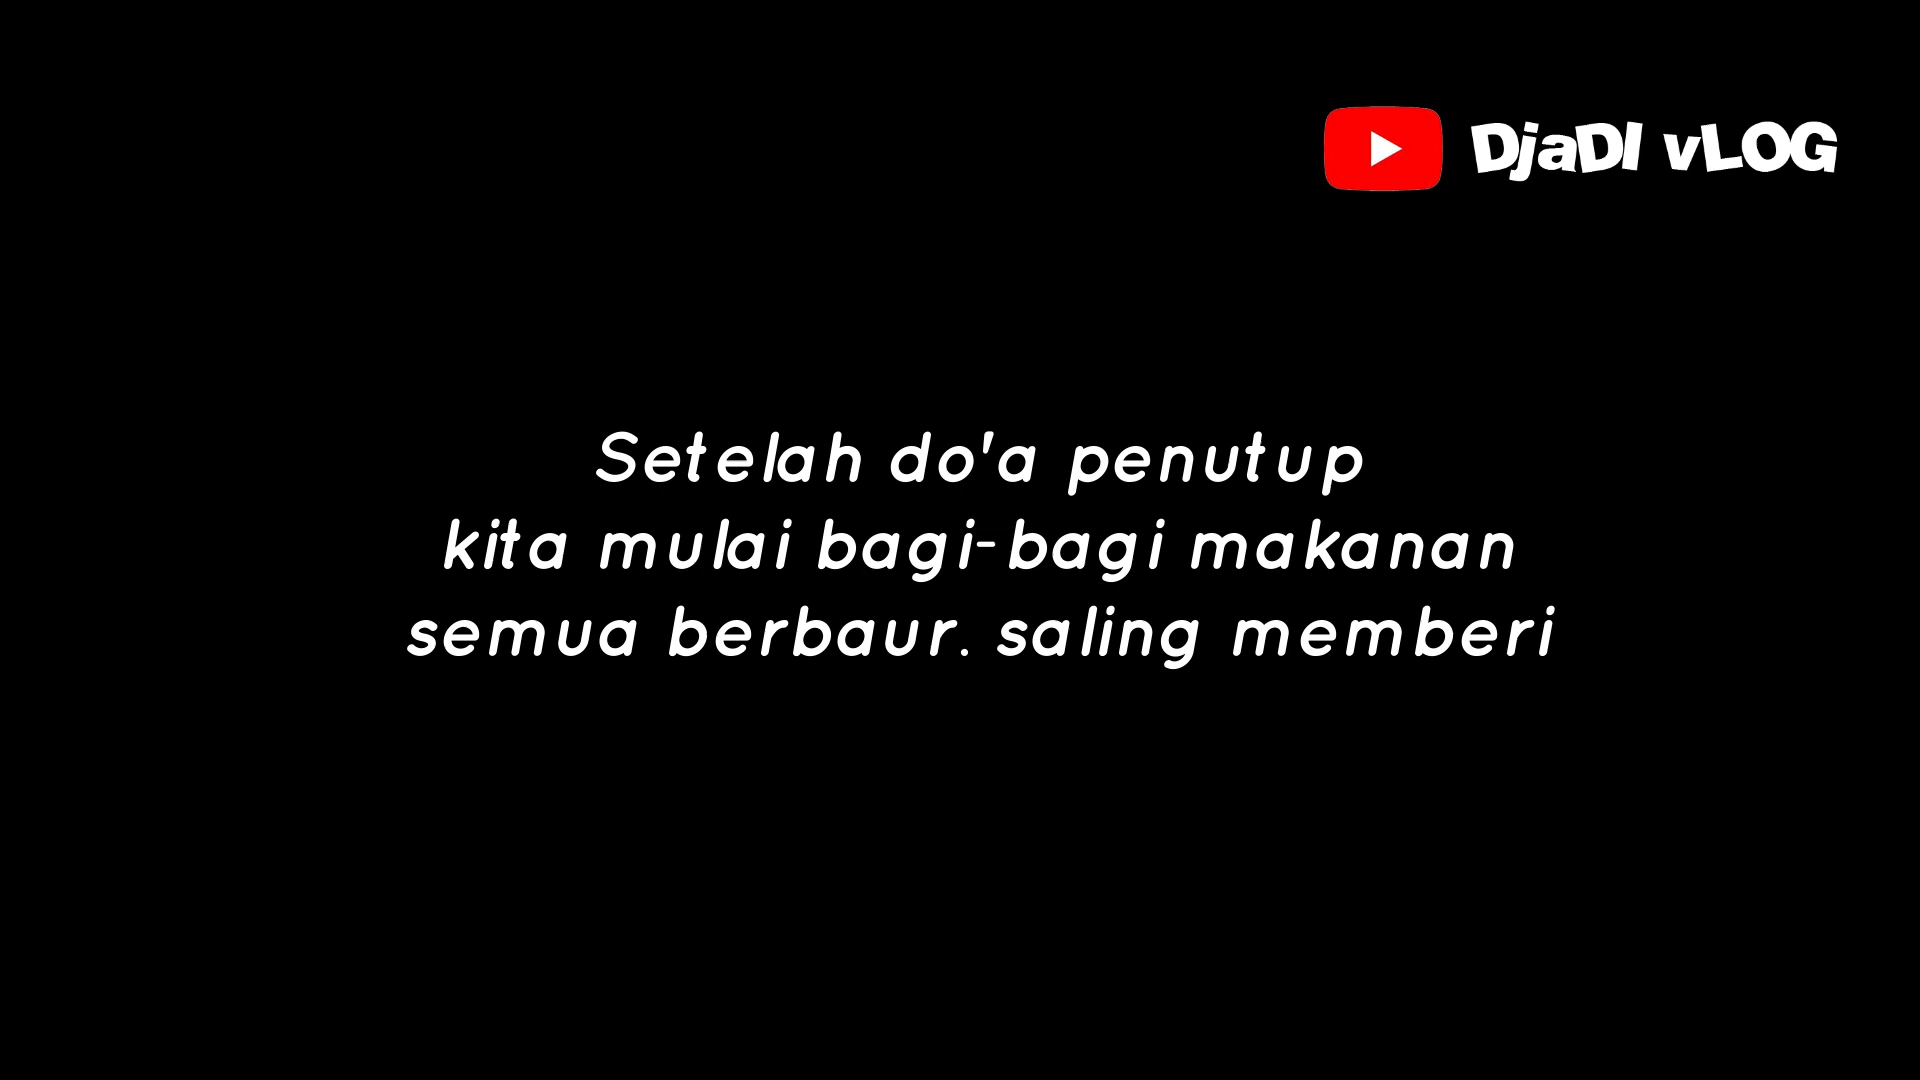 DjaDI vLOG
Setelah do'a penutup
kita mulai bagi-bagi makanan
semua berbaur. saling memberi